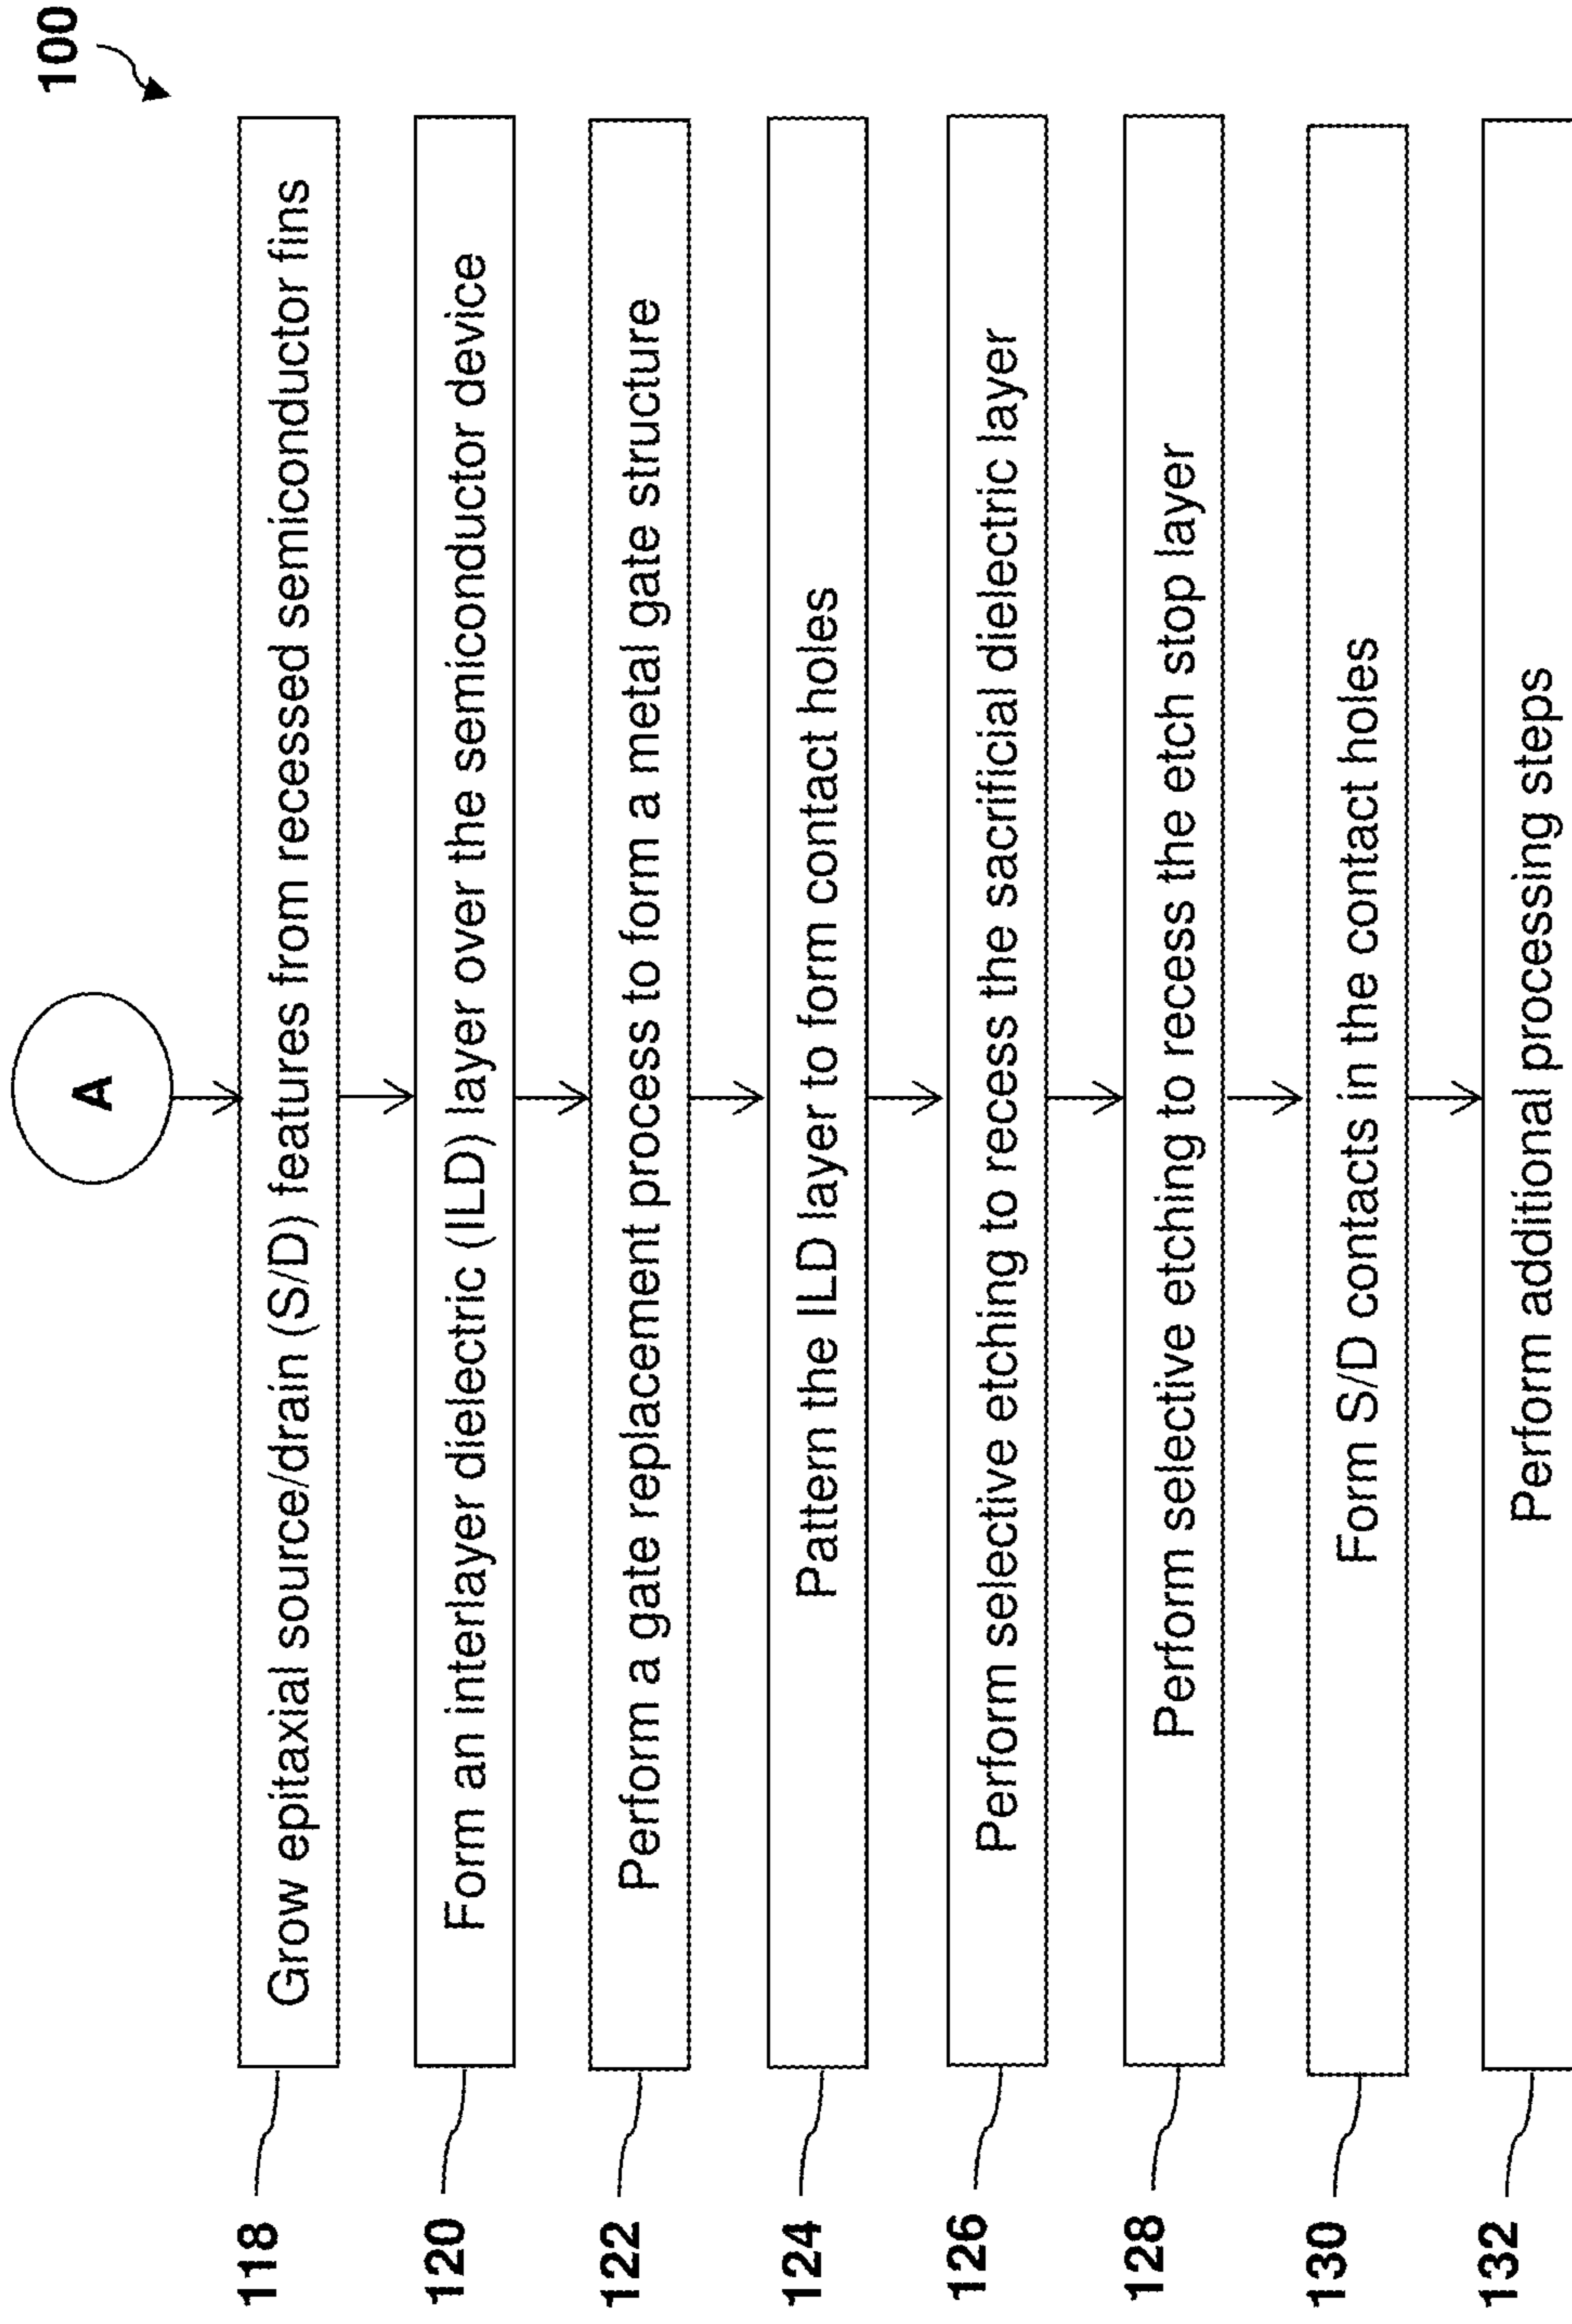 100
A
118 Grow epitaxial source/drain (S/D) features from recessed semiconductor fins
120 Form an interlayer dielectric (ILD) layer over the semiconductor device
122 Perform a gate replacement process to form a metal gate structure
124 Pattern the ILD layer to form contact holes
126 Perform selective etching to recess the sacrificial dielectric layer
128 Perform selective etching to recess the etch stop layer
130 Form S/D contacts in the contact holes
132 Perform additional processing steps